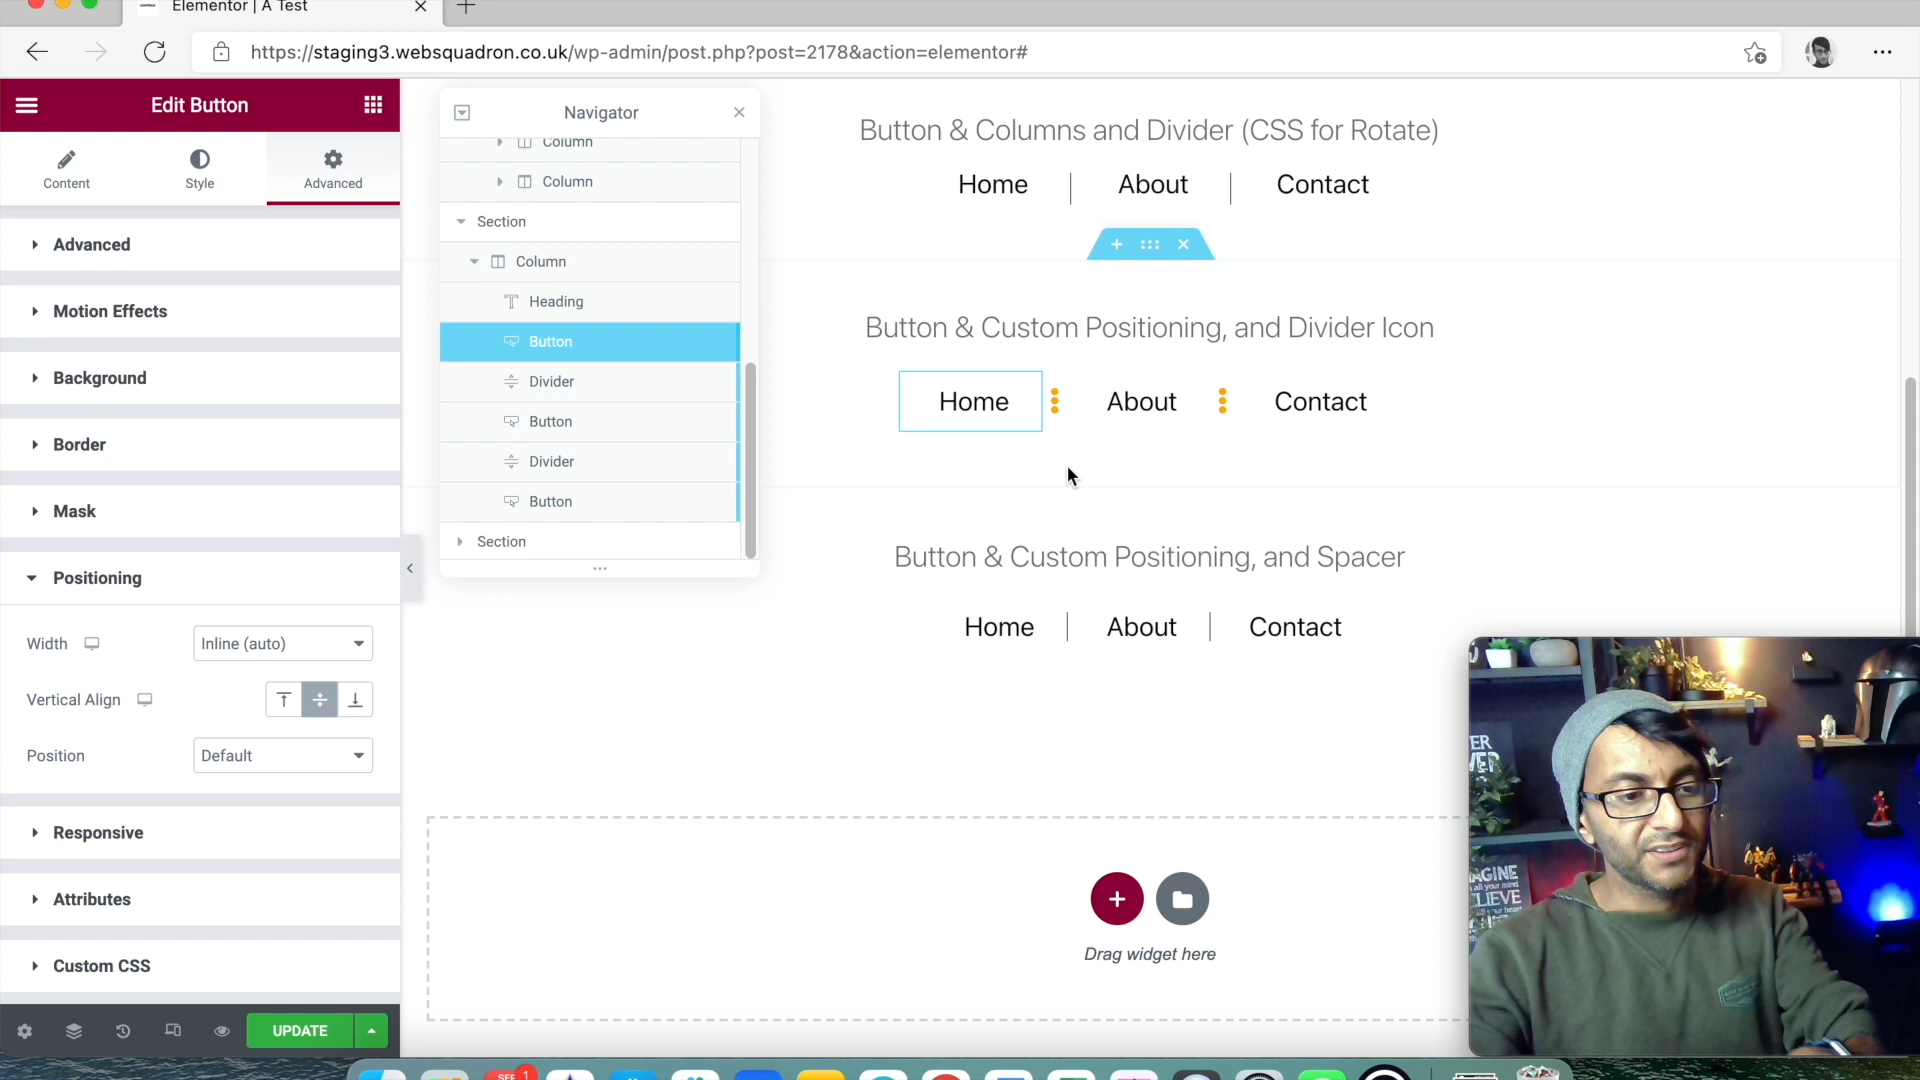 Elementor | A Test
https://staging3.websquadron.co.uk/wp-admin/post.php?post=2178&action=elementor#
Edit Button
Content
Style
Advanced
Advanced
Motion Effects
Background
Border
Mask
Positioning
Width
Inline (auto)
Vertical Align
Position
Default
Responsive
Attributes
Custom CSS
UPDATE
Navigator
Column
Column
Section
Column
Heading
Button
Divider
Button
Divider
Button
Section
Button & Columns and Divider (CSS for Rotate)
Home
About
Contact
Button & Custom Positioning, and Divider Icon
Home
About
Contact
Button & Custom Positioning, and Spacer
Home
About
Contact
Drag widget here
SEP
1